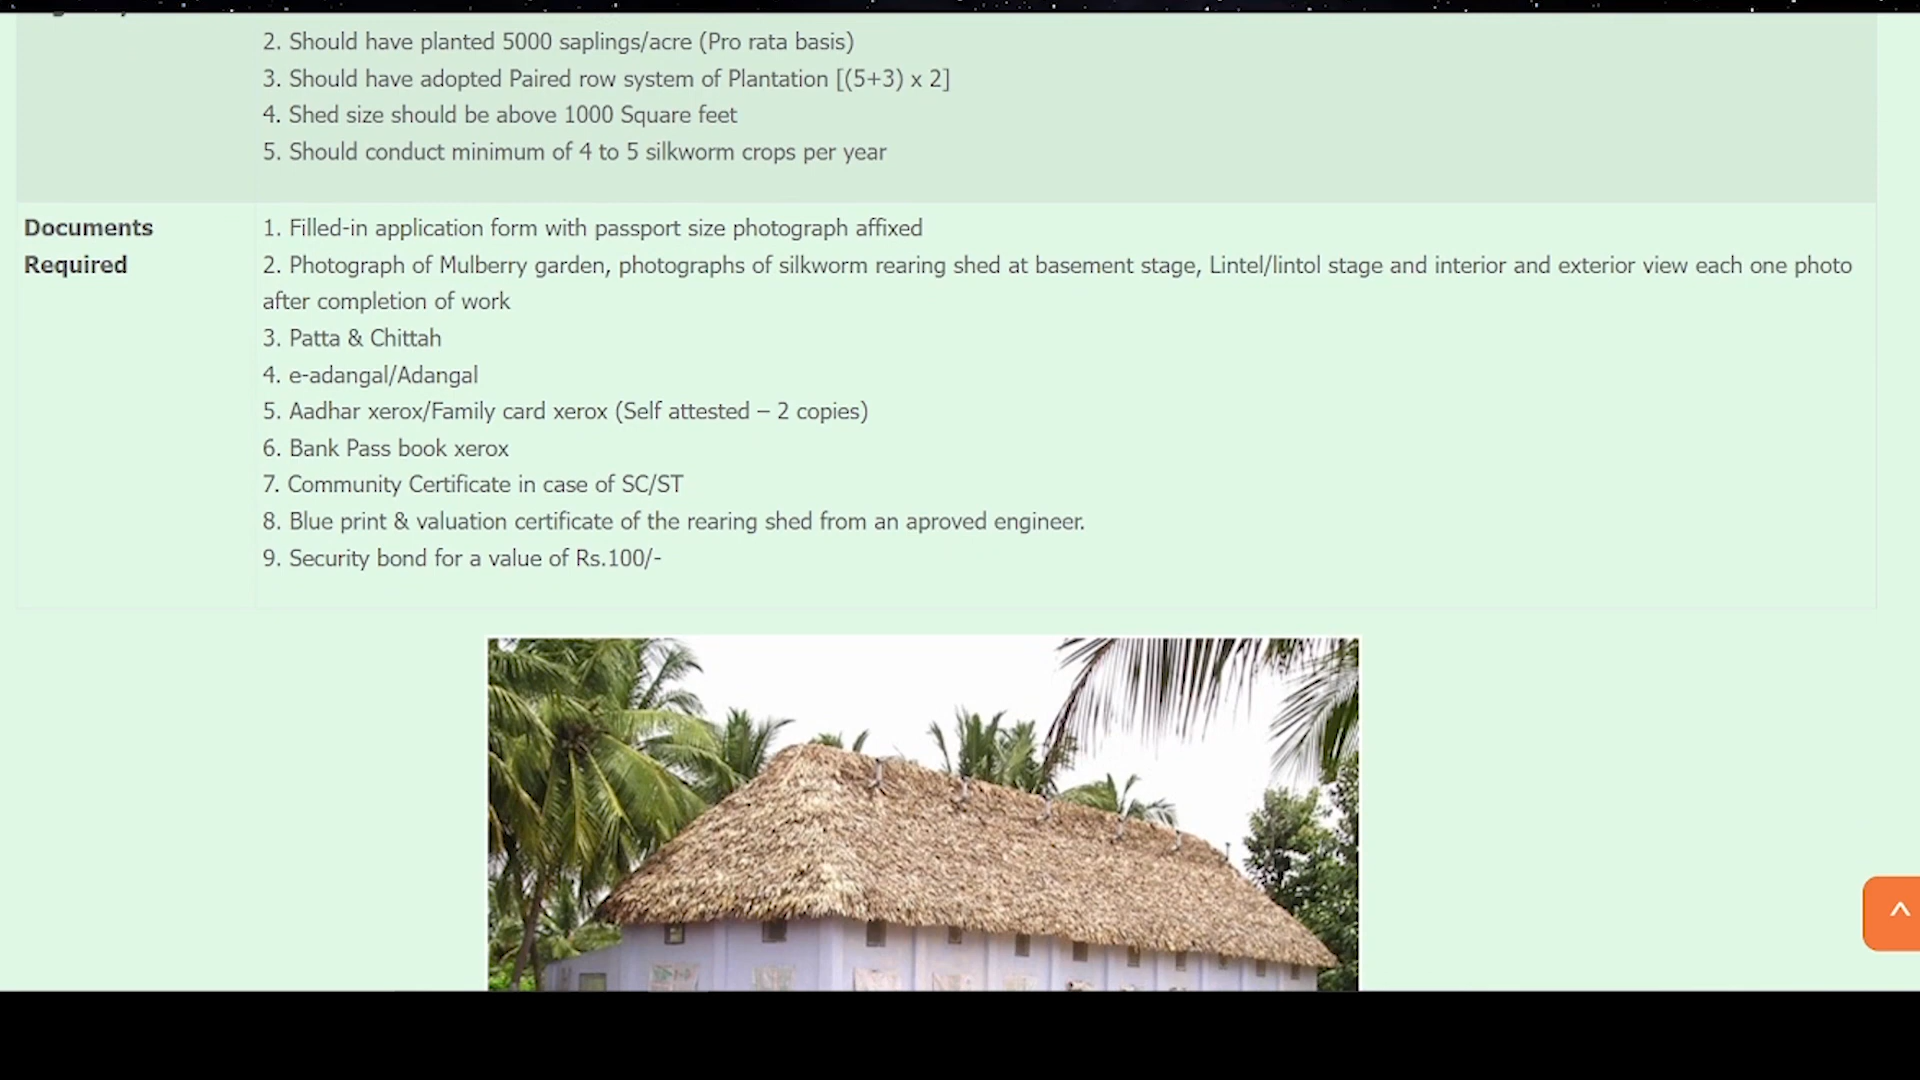 2. Should have planted 5000 saplings/acre (Pro rata basis)
3. Should have adopted Paired row system of Plantation [(5+3) x 2]
4. Shed size should be above 1000 Square feet
5. Should conduct minimum of 4 to 5 silkworm crops per year
Documents
Required
1. Filled-in application form with passport size photograph affixed
2. Photograph of Mulberry garden, photographs of silkworm rearing shed at basement stage, Lintel/lintol stage and interior and exterior view each one photo
after completion of work
3. Patta & Chittah
4. e-adangal/Adangal
5. Aadhar xerox/Family card xerox (Self attested – 2 copies)
6. Bank Pass book xerox
7. Community Certificate in case of SC/ST
8. Blue print & valuation certificate of the rearing shed from an aproved engineer.
9. Security bond for a value of Rs.100/-